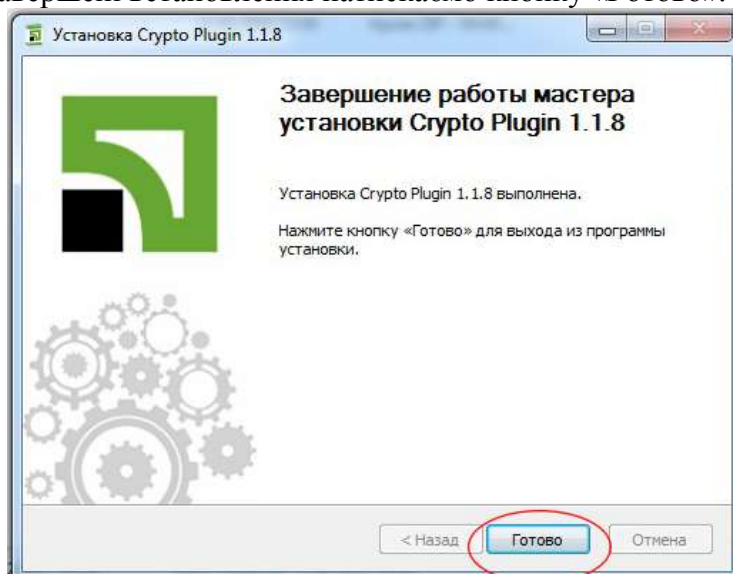 Установка Crypto Plugin 1.1.8
Завершение работы мастера
установки Crypto Plugin 1.1.8
Установка Crypto Plugin 1.1.8 выполнена.
Нажмите кнопку «Готово» для выхода из программы
установки.
< Назад Готово Отмена